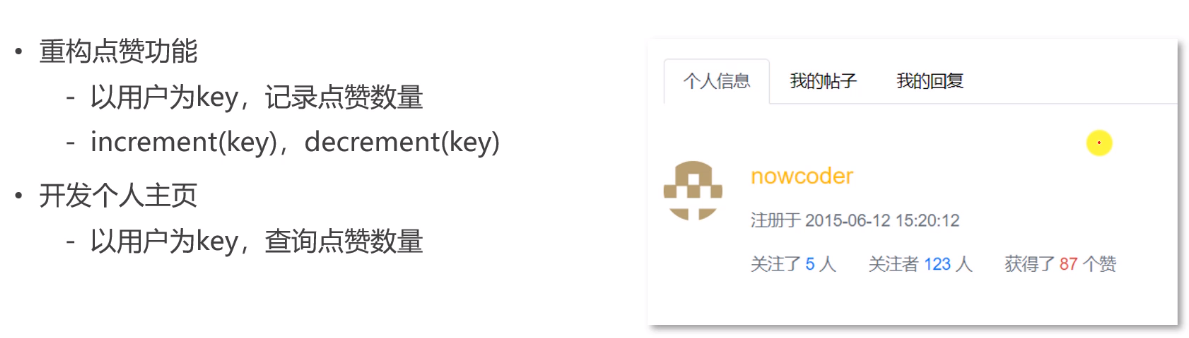 • 重构点赞功能
- 以用户为key，记录点赞数量
- increment(key)，decrement(key)
• 开发个人主页
- 以用户为key，查询点赞数量
个人信息 我的帖子 我的回复
nowcoder
注册于 2015-06-12 15:20:12
关注了 5 人 关注者 123 人 获得了 87 个赞